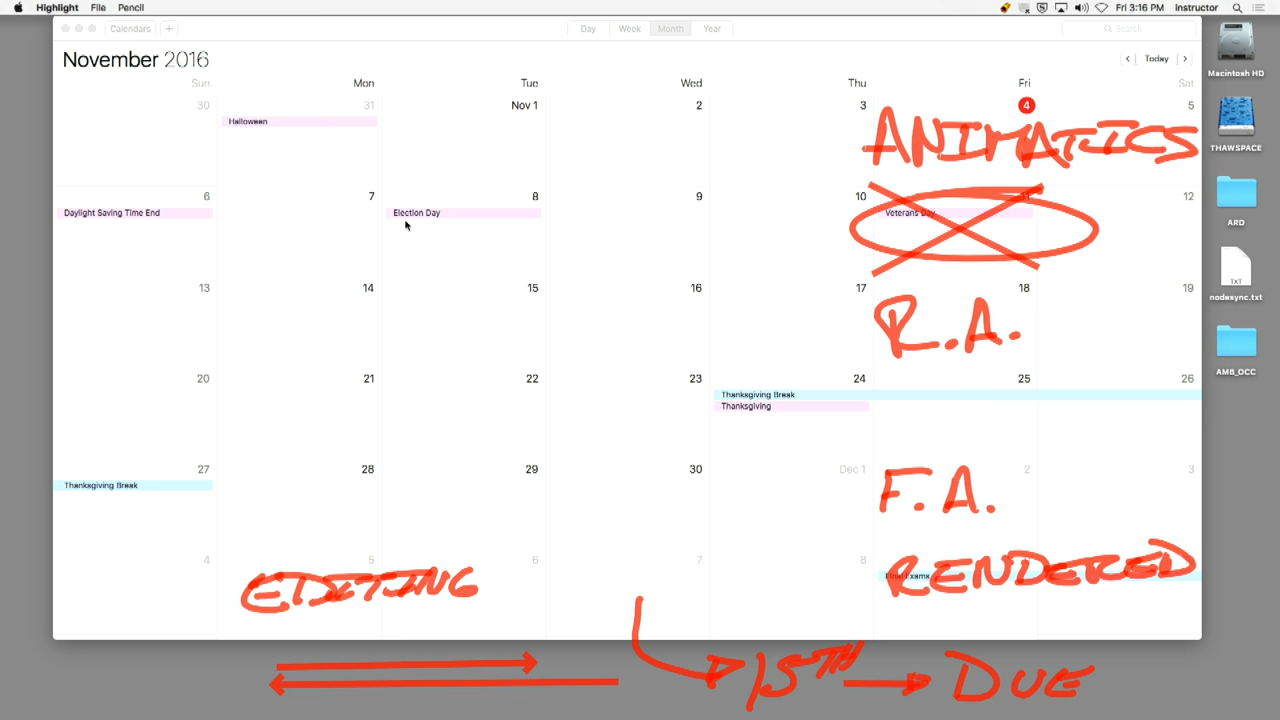 Highlight File Pencil Fri 3:16 PM Instructor
Calendars + Day Week Month Year Search
November 2016 Today
Sun Mon Tue Wed Thu Fri Sat
30 31 Nov 1 2 3 4 5
Halloween
ANIMATICS
6 7 8 9 10 11 12
Daylight Saving Time End Election Day Veterans Day
13 14 15 16 17 18 19
R.A.
20 21 22 23 24 25 26
Thanksgiving Break
Thanksgiving
27 28 29 30 Dec 1 2 3
Thanksgiving Break
F.A.
4 5 6 7 8
Final Exams
EDITING RENDERED
15TH DUE
Macintosh HD
THAWSPACE
ARD
TXT
nodesync.txt
AMB_OCC